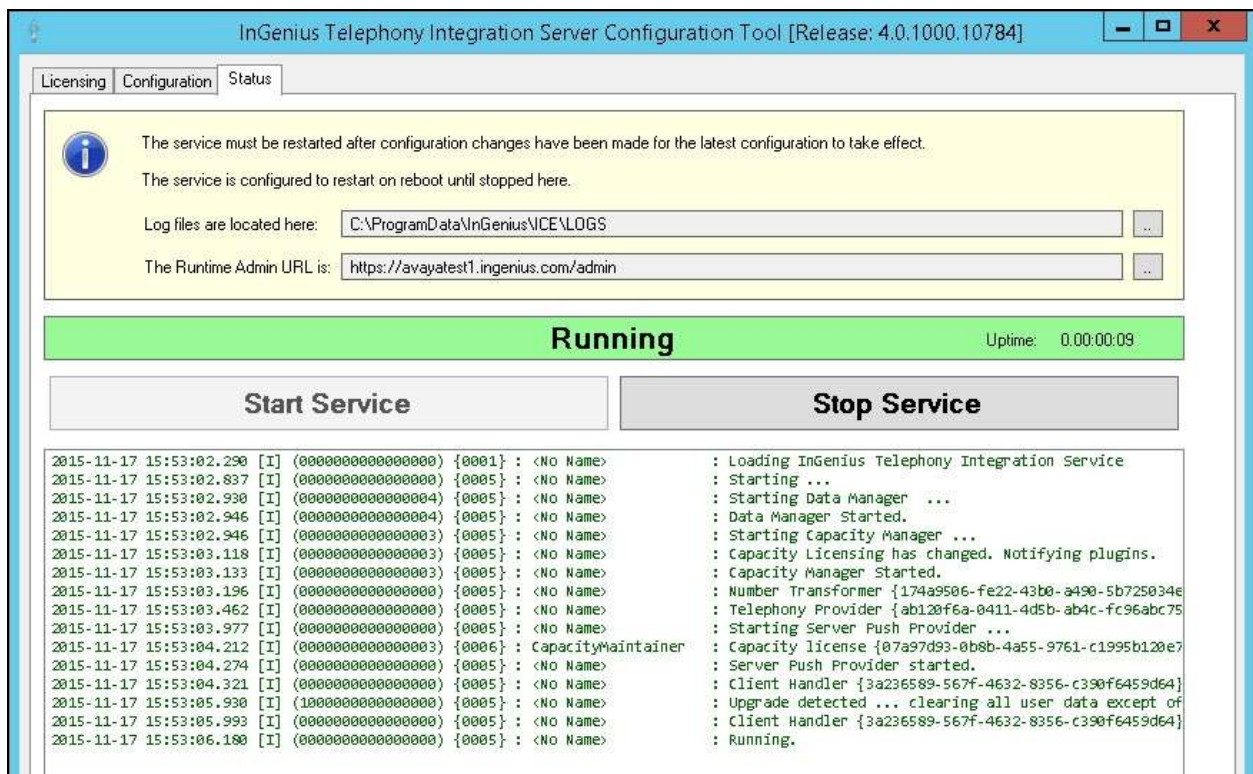 InGenius Telephony Integration Server Configuration Tool [Release: 4.0.1000.10784]
Licensing Configuration Status
The service must be restarted after configuration changes have been made for the latest configuration to take effect.
The service is configured to restart on reboot until stopped here.
Log files are located here: C:\ProgramData\InGenius\ICE\LOGS ..
The Runtime Admin URL is: https://avayatest1.ingenius.com/admin ..
Running Uptime: 0.00:00:09
Start Service Stop Service
2015-11-17 15:53:02.290 [I] (0000000000000000) {0001} : <No Name> : Loading InGenius Telephony Integration Service
2015-11-17 15:53:02.837 [I] (0000000000000000) {0005} : <No Name> : Starting ...
2015-11-17 15:53:02.930 [I] (0000000000000004) {0005} : <No Name> : Starting Data Manager ...
2015-11-17 15:53:02.946 [I] (0000000000000004) {0005} : <No Name> : Data Manager Started.
2015-11-17 15:53:02.946 [I] (0000000000000003) {0005} : <No Name> : Starting Capacity Manager ...
2015-11-17 15:53:03.118 [I] (0000000000000003) {0005} : <No Name> : Capacity Licensing has changed. Notifying plugins.
2015-11-17 15:53:03.133 [I] (0000000000000003) {0005} : <No Name> : Capacity Manager Started.
2015-11-17 15:53:03.196 [I] (0000000000000000) {0005} : <No Name> : Number Transformer {174a9506-fe22-43b0-a490-5b725034e
2015-11-17 15:53:03.462 [I] (0000000000000000) {0005} : <No Name> : Telephony Provider {ab120f6a-0411-4d5b-ab4c-fc96abc75
2015-11-17 15:53:03.977 [I] (0000000000000000) {0005} : <No Name> : Starting Server Push Provider ...
2015-11-17 15:53:04.212 [I] (0000000000000003) {0006} : CapacityMaintainer : Capacity license {07a97d93-0b8b-4a55-9761-c1995b120e7
2015-11-17 15:53:04.274 [I] (0000000000000000) {0005} : <No Name> : Server Push Provider started.
2015-11-17 15:53:04.321 [I] (0000000000000000) {0005} : <No Name> : Client Handler {3a236589-567f-4632-8356-c390f6459d64}
2015-11-17 15:53:05.930 [I] (1000000000000000) {0005} : <No Name> : Upgrade detected ... clearing all user data except of
2015-11-17 15:53:05.993 [I] (0000000000000000) {0005} : <No Name> : Client Handler {3a236589-567f-4632-8356-c390f6459d64}
2015-11-17 15:53:06.180 [I] (0000000000000000) {0005} : <No Name> : Running.